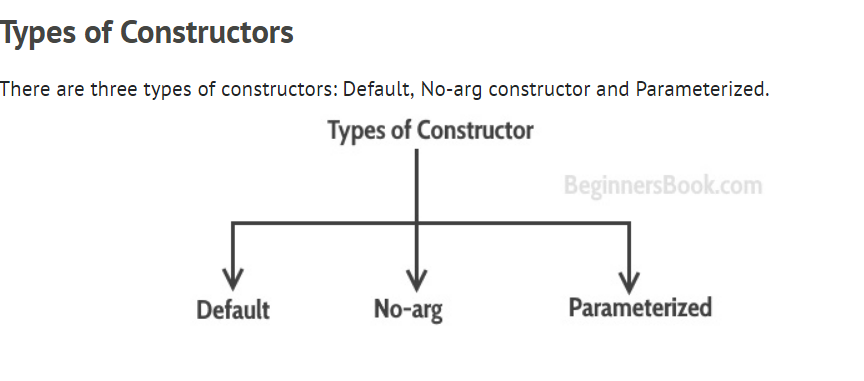 Types of Constructors
There are three types of constructors: Default, No-arg constructor and Parameterized.
Types of Constructor
BeginnersBook.com
Default
No-arg
Parameterized